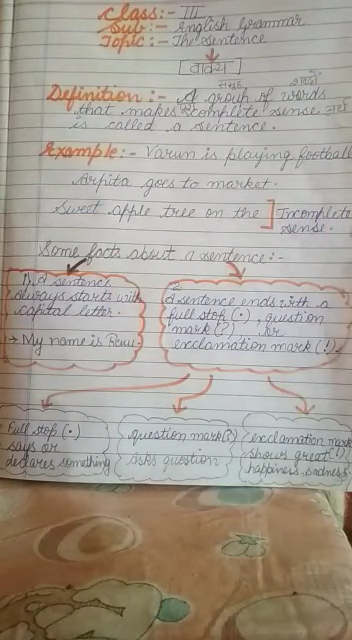 Class:- III
Sub:- English Grammar
Topic:- The Sentence
[वाक्य]
समूह शब्दों
Definition:- A group of words
that makes complete sense अर्थ
is called a sentence.
Example:- Varun is playing football
Arpita goes to market.
Sweet apple tree on the ] Incomplete
sense.
Some facts about a sentence:-
1) A sentence
always starts with
capital letter.
→ My name is Renu.
2
A sentence ends with a
full stop (.) , question
mark (?) or
exclamation mark (!).
Full stop (.)
says or
declares something
question mark(?)
asks question
exclamation mark
shows great (!)
happiness, sadness